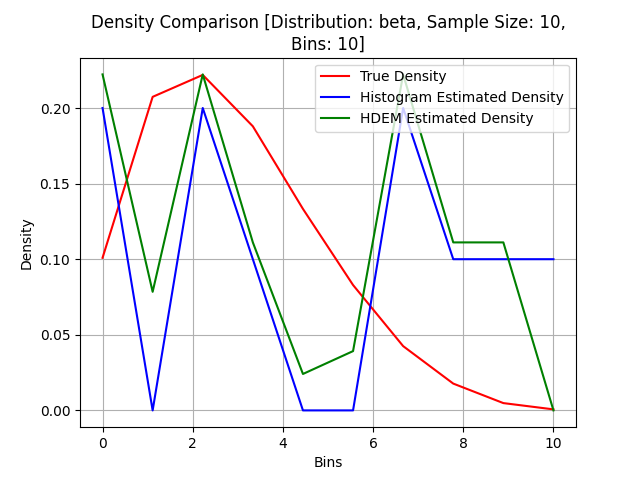 Density Comparison [Distribution: beta, Sample Size: 10,
Bins: 10]
True Density
Histogram Estimated Density
HDEM Estimated Density
Density
0.20
0.15
0.10
0.05
0.00
0 2 4 6 8 10
Bins